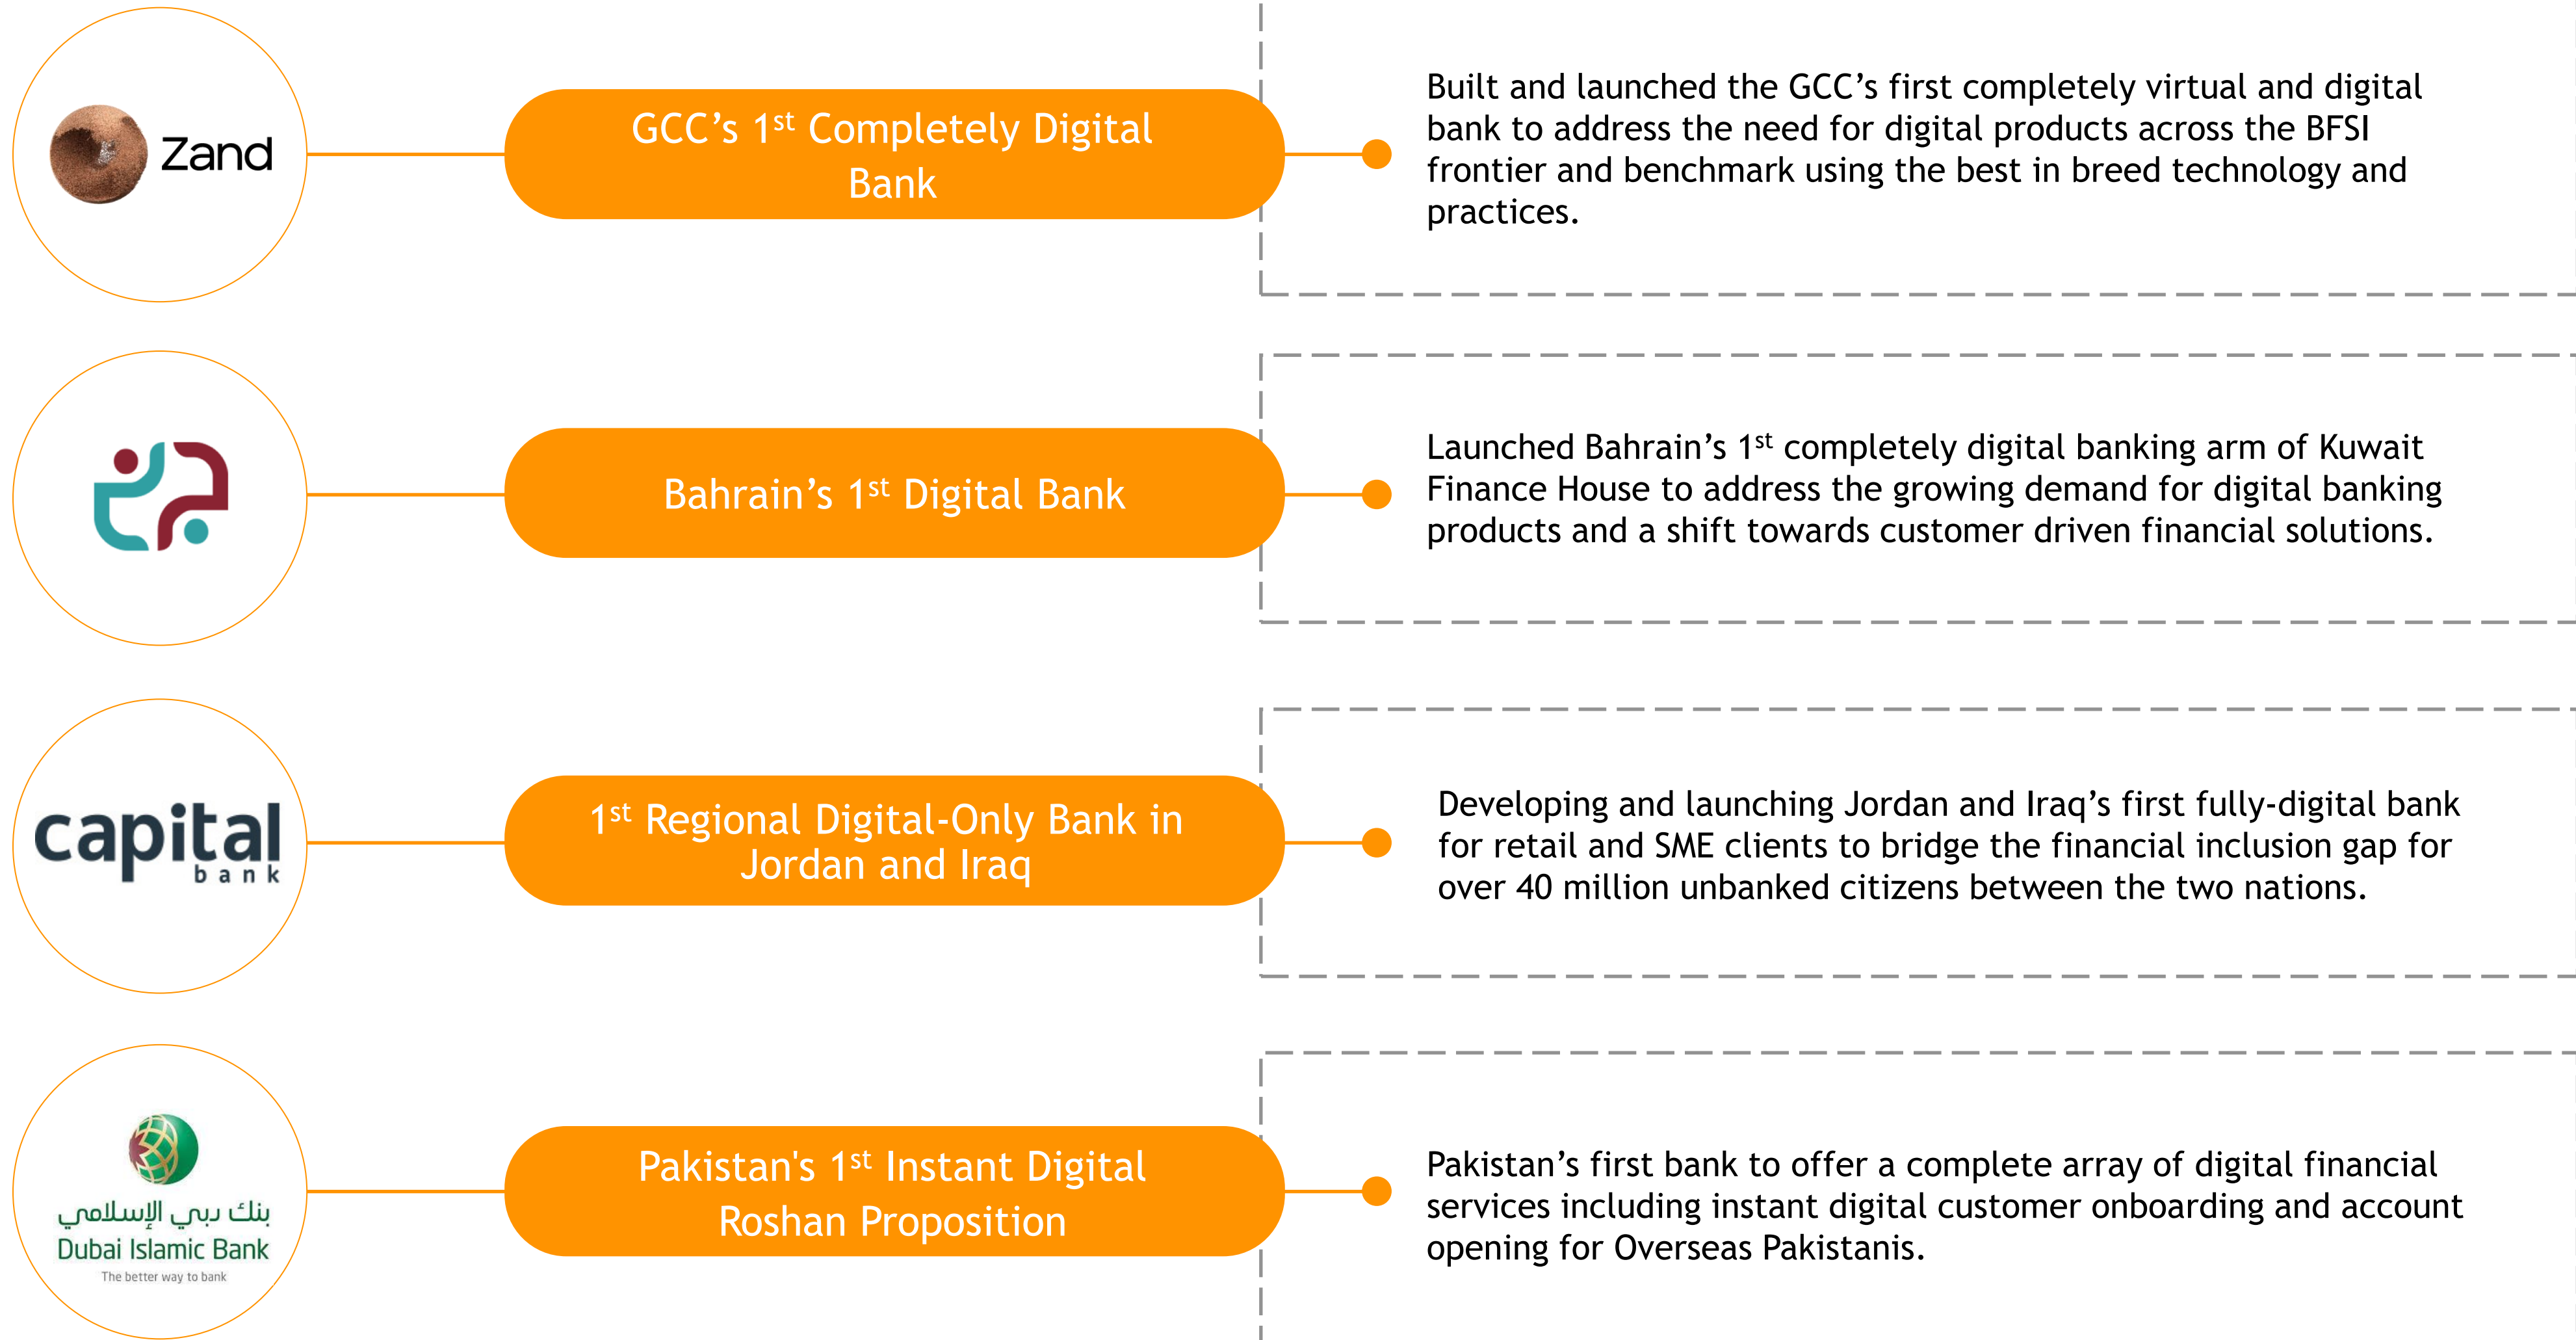 Zand
GCC’s 1st Completely Digital
Bank
Built and launched the GCC’s first completely virtual and digital
bank to address the need for digital products across the BFSI
frontier and benchmark using the best in breed technology and
practices.
Bahrain’s 1st Digital Bank
Launched Bahrain’s 1st completely digital banking arm of Kuwait
Finance House to address the growing demand for digital banking
products and a shift towards customer driven financial solutions.
capital
bank
1st Regional Digital-Only Bank in
Jordan and Iraq
Developing and launching Jordan and Iraq’s first fully-digital bank
for retail and SME clients to bridge the financial inclusion gap for
over 40 million unbanked citizens between the two nations.
بنك دبي الإسلامي
Dubai Islamic Bank
The better way to bank
Pakistan's 1st Instant Digital
Roshan Proposition
Pakistan’s first bank to offer a complete array of digital financial
services including instant digital customer onboarding and account
opening for Overseas Pakistanis.